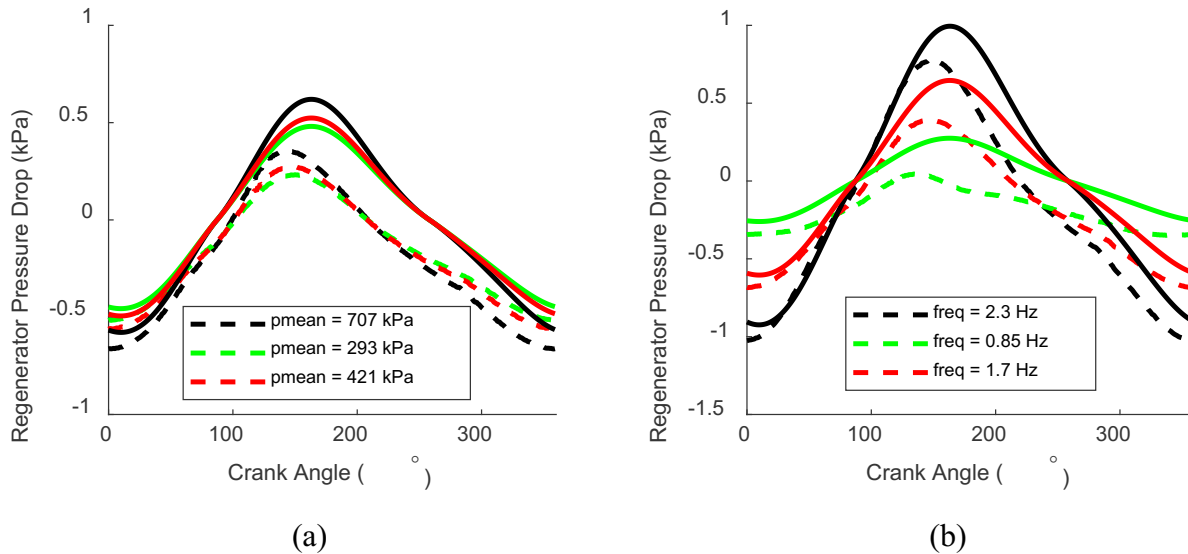 1
0.5
0
-0.5
-1
0
100
200
300
Regenerator Pressure Drop (kPa)
Crank Angle ( ° )
pmean = 707 kPa
pmean = 293 kPa
pmean = 421 kPa
(a)
1
0.5
0
-0.5
-1
-1.5
0
100
200
300
Regenerator Pressure Drop (kPa)
Crank Angle ( ° )
freq = 2.3 Hz
freq = 0.85 Hz
freq = 1.7 Hz
(b)